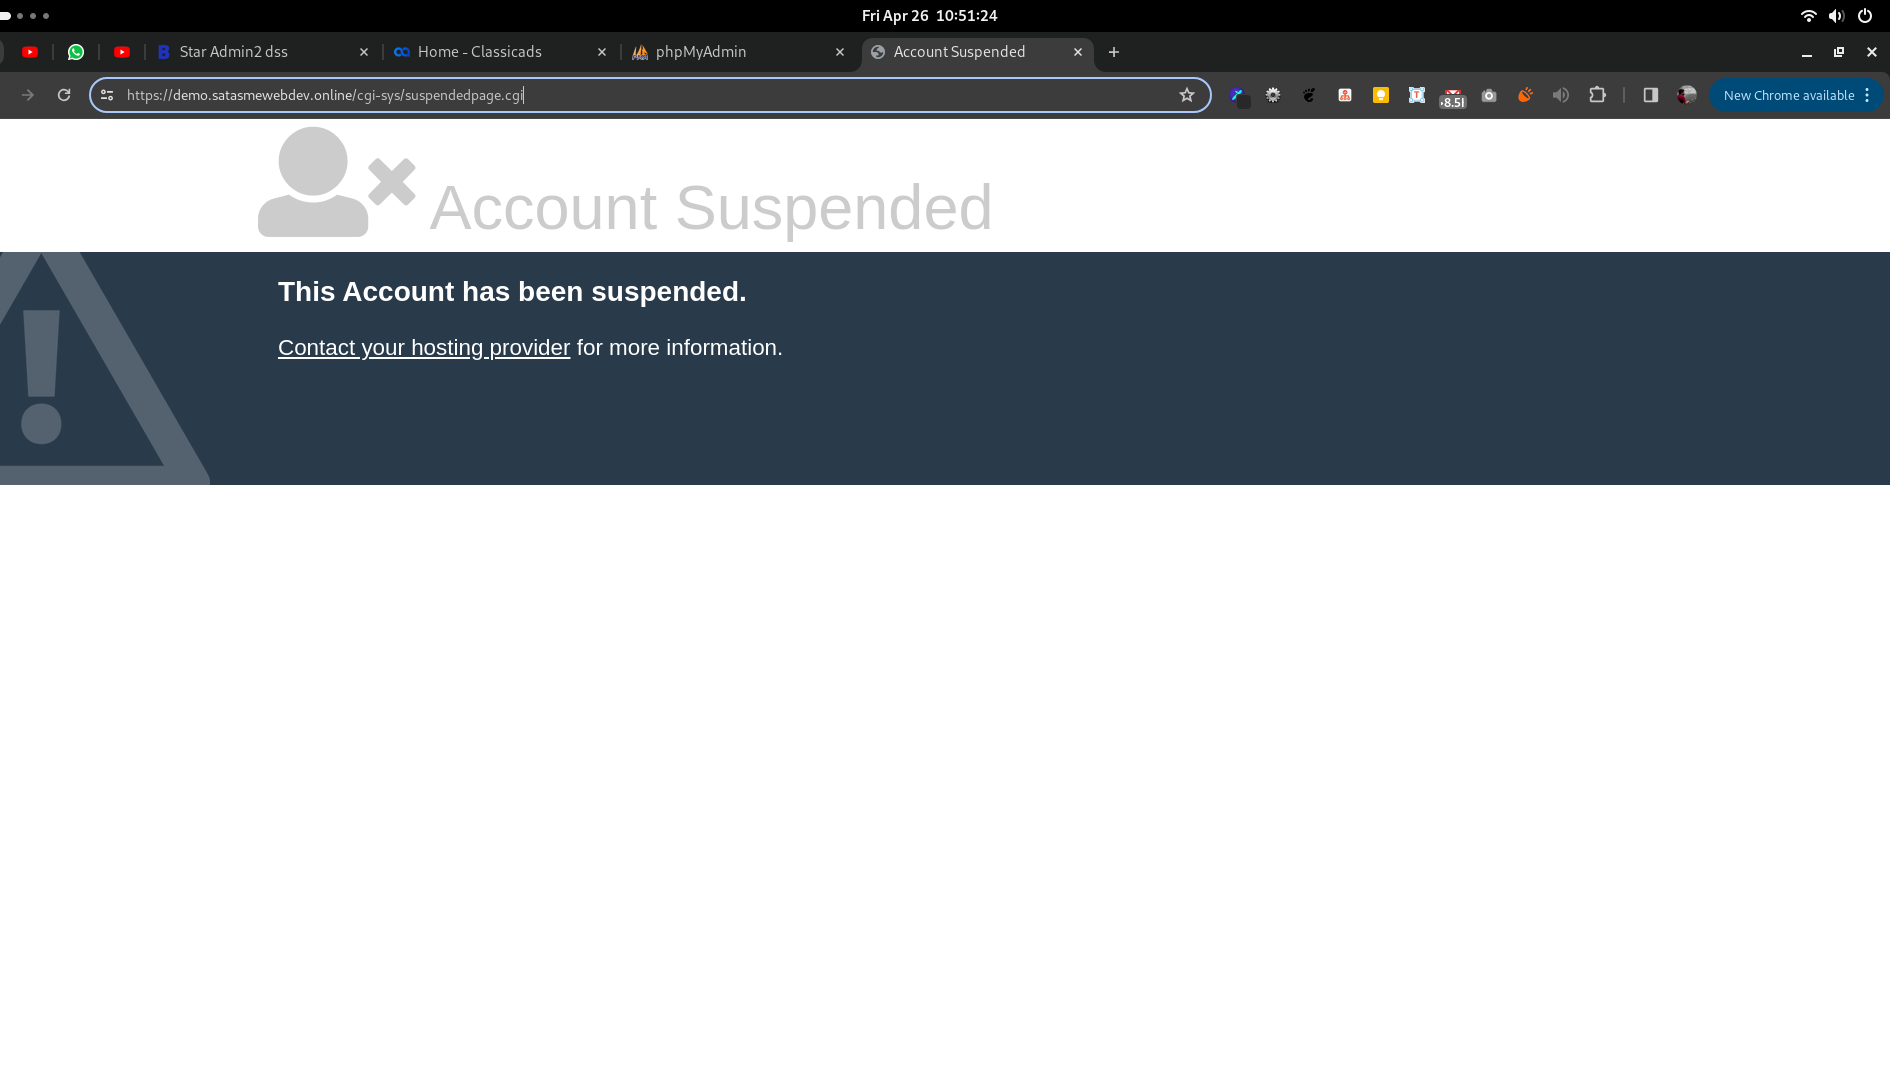 Fri Apr 26 10:51:24
Star Admin2 dss
Home - Classicads
phpMyAdmin
Account Suspended
https://demo.satasmewebdev.online/cgi-sys/suspendedpage.cgi
New Chrome available
Account Suspended
This Account has been suspended.
Contact your hosting provider for more information.